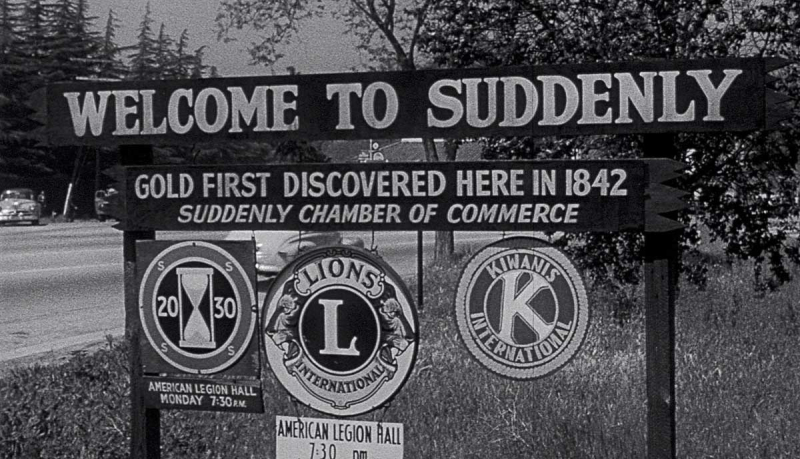 WELCOME TO SUDDENLY
GOLD FIRST DISCOVERED HERE IN 1842
SUDDENLY CHAMBER OF COMMERCE
S S
20 30
S S
AMERICAN LEGION HALL
MONDAY 7:30 P.M.
LIONS
L
INTERNATIONAL
AMERICAN LEGION HALL
7:30 pm
KIWANIS
K
INTERNATIONAL